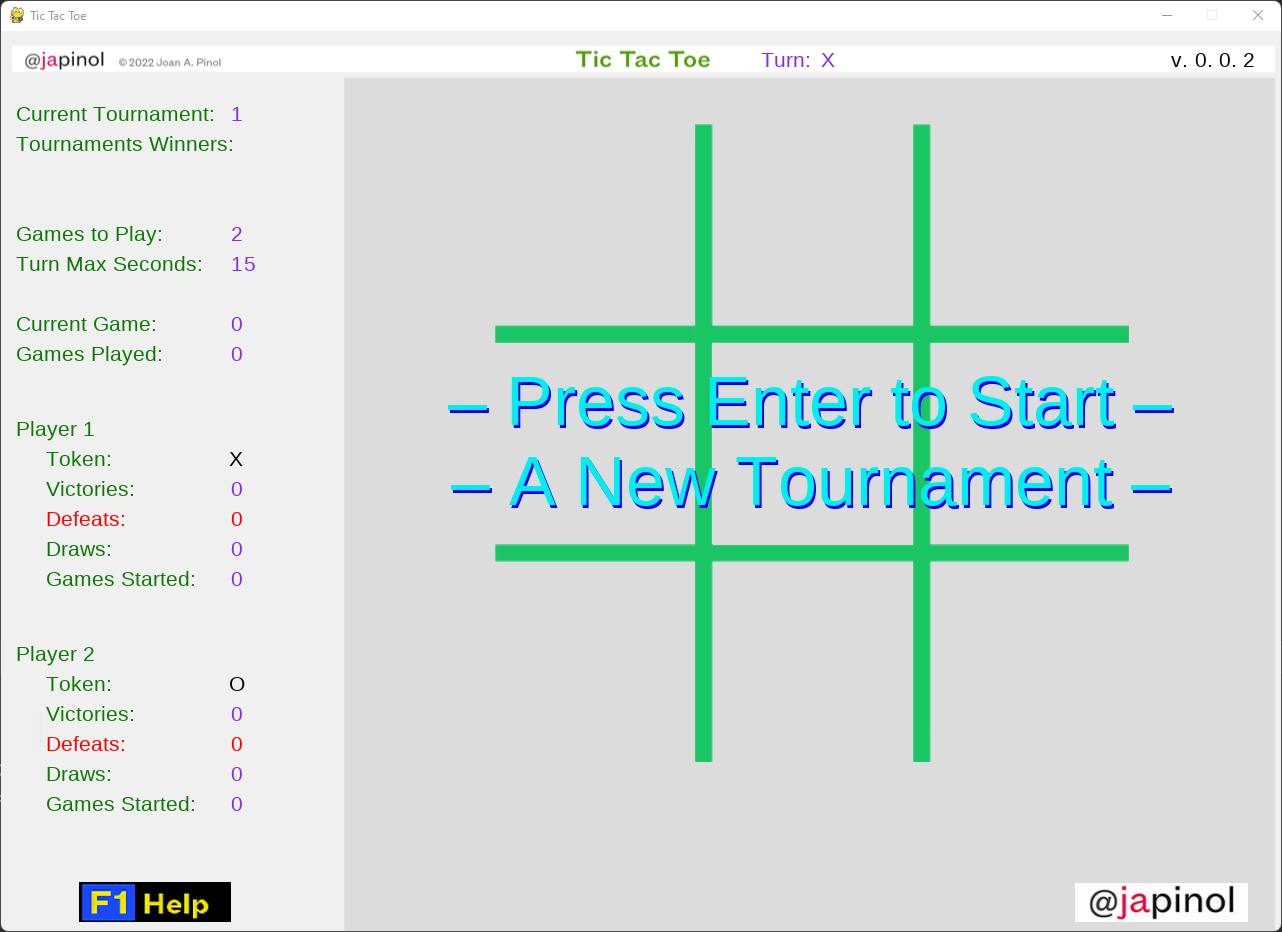 Tic Tac Toe
@japinol © 2022 Joan A. Pinol Tic Tac Toe Turn: X v. 0. 0. 2
Current Tournament: 1
Tournaments Winners:
Games to Play: 2
Turn Max Seconds: 15
Current Game: 0
Games Played: 0
Player 1
Token: X
Victories: 0
Defeats: 0
Draws: 0
Games Started: 0
Player 2
Token: O
Victories: 0
Defeats: 0
Draws: 0
Games Started: 0
F1 Help
– Press Enter to Start –
– A New Tournament –
@japinol